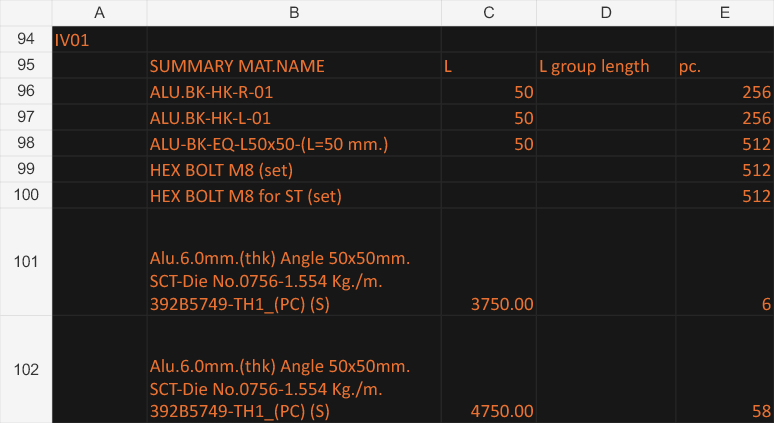 A B C D E
94 IV01
95 SUMMARY MAT.NAME L L group length pc.
96 ALU.BK-HK-R-01 50 256
97 ALU.BK-HK-L-01 50 256
98 ALU-BK-EQ-L50x50-(L=50 mm.) 50 512
99 HEX BOLT M8 (set) 512
100 HEX BOLT M8 for ST (set) 512
101
Alu.6.0mm.(thk) Angle 50x50mm.
SCT-Die No.0756-1.554 Kg./m.
392B5749-TH1_(PC) (S) 3750.00 6
102
Alu.6.0mm.(thk) Angle 50x50mm.
SCT-Die No.0756-1.554 Kg./m.
392B5749-TH1_(PC) (S) 4750.00 58